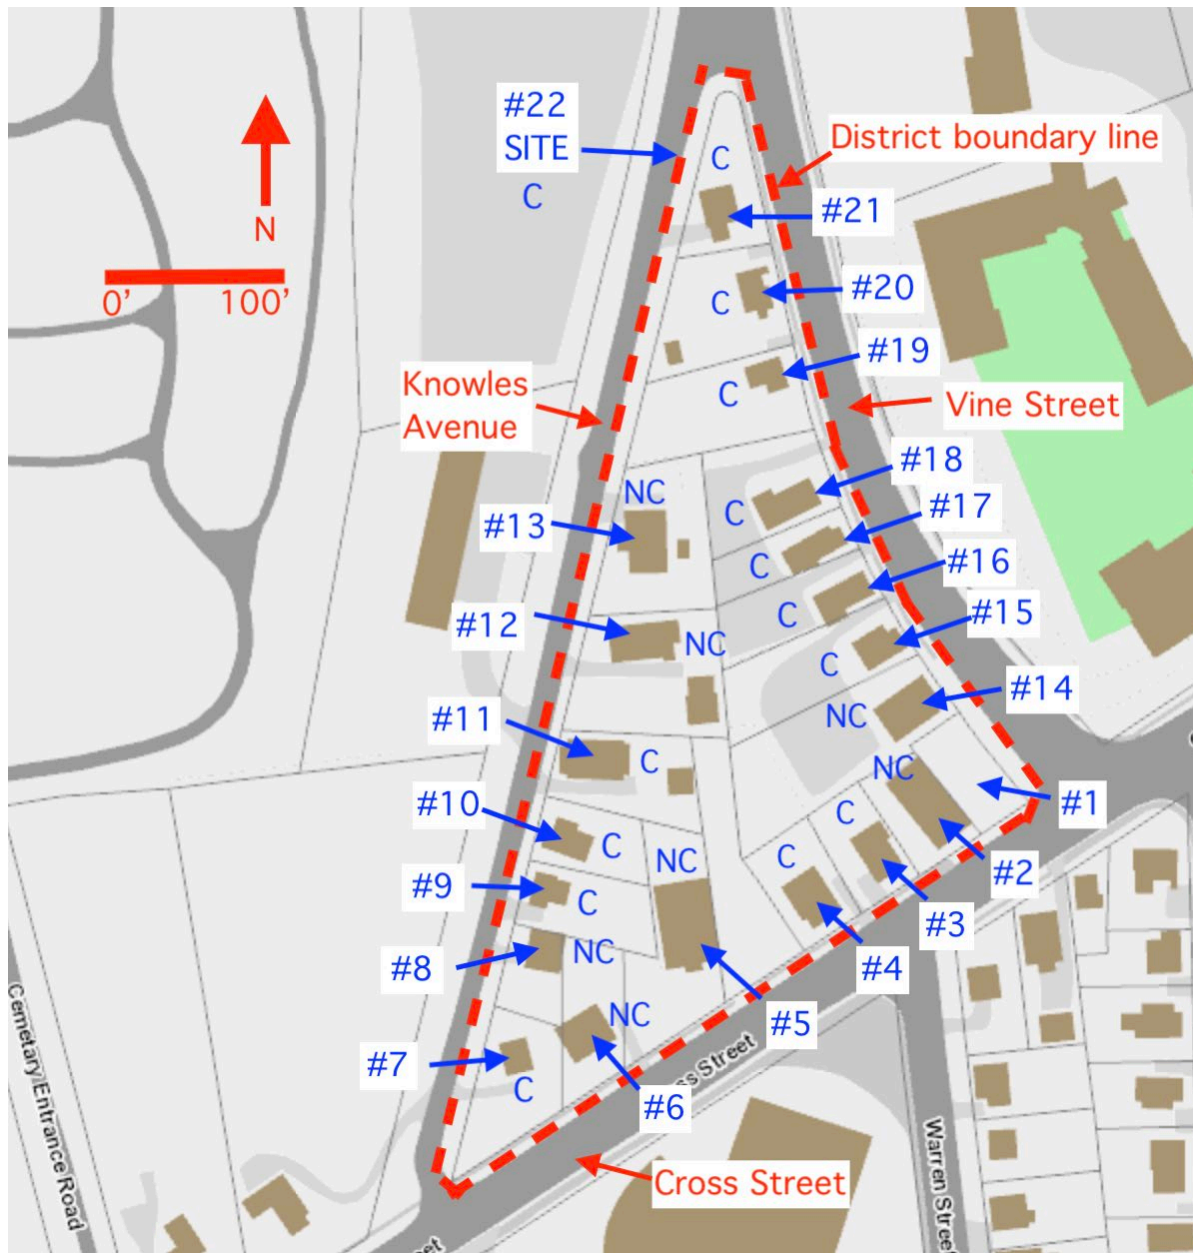 #22
SITE
C
C
District boundary line
#21
N
0' 100'
C
#20
#19
Knowles
Avenue
C
Vine Street
#18
NC
#17
C
#13
C
#16
C
#15
#12
NC
C
#14
#11
NC
C
NC
#10
#1
C
C
NC
C
#2
#9
C
#3
NC
#8
#4
NC
#5
#7
C
#6
Cross Street
Cross Street
Warren Street
Cemetary Entrance Road